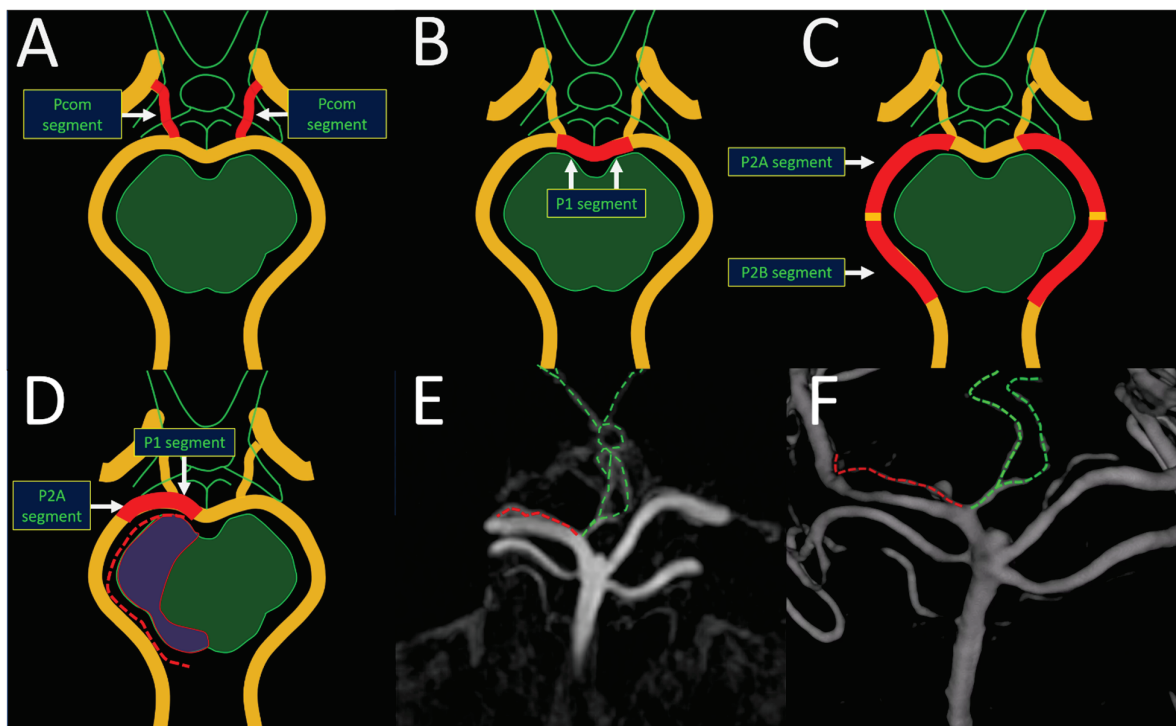 A
Pcom
segment
Pcom
segment
B
P1 segment
C
P2A segment
P2B segment
D
P1 segment
P2A
segment
E
F